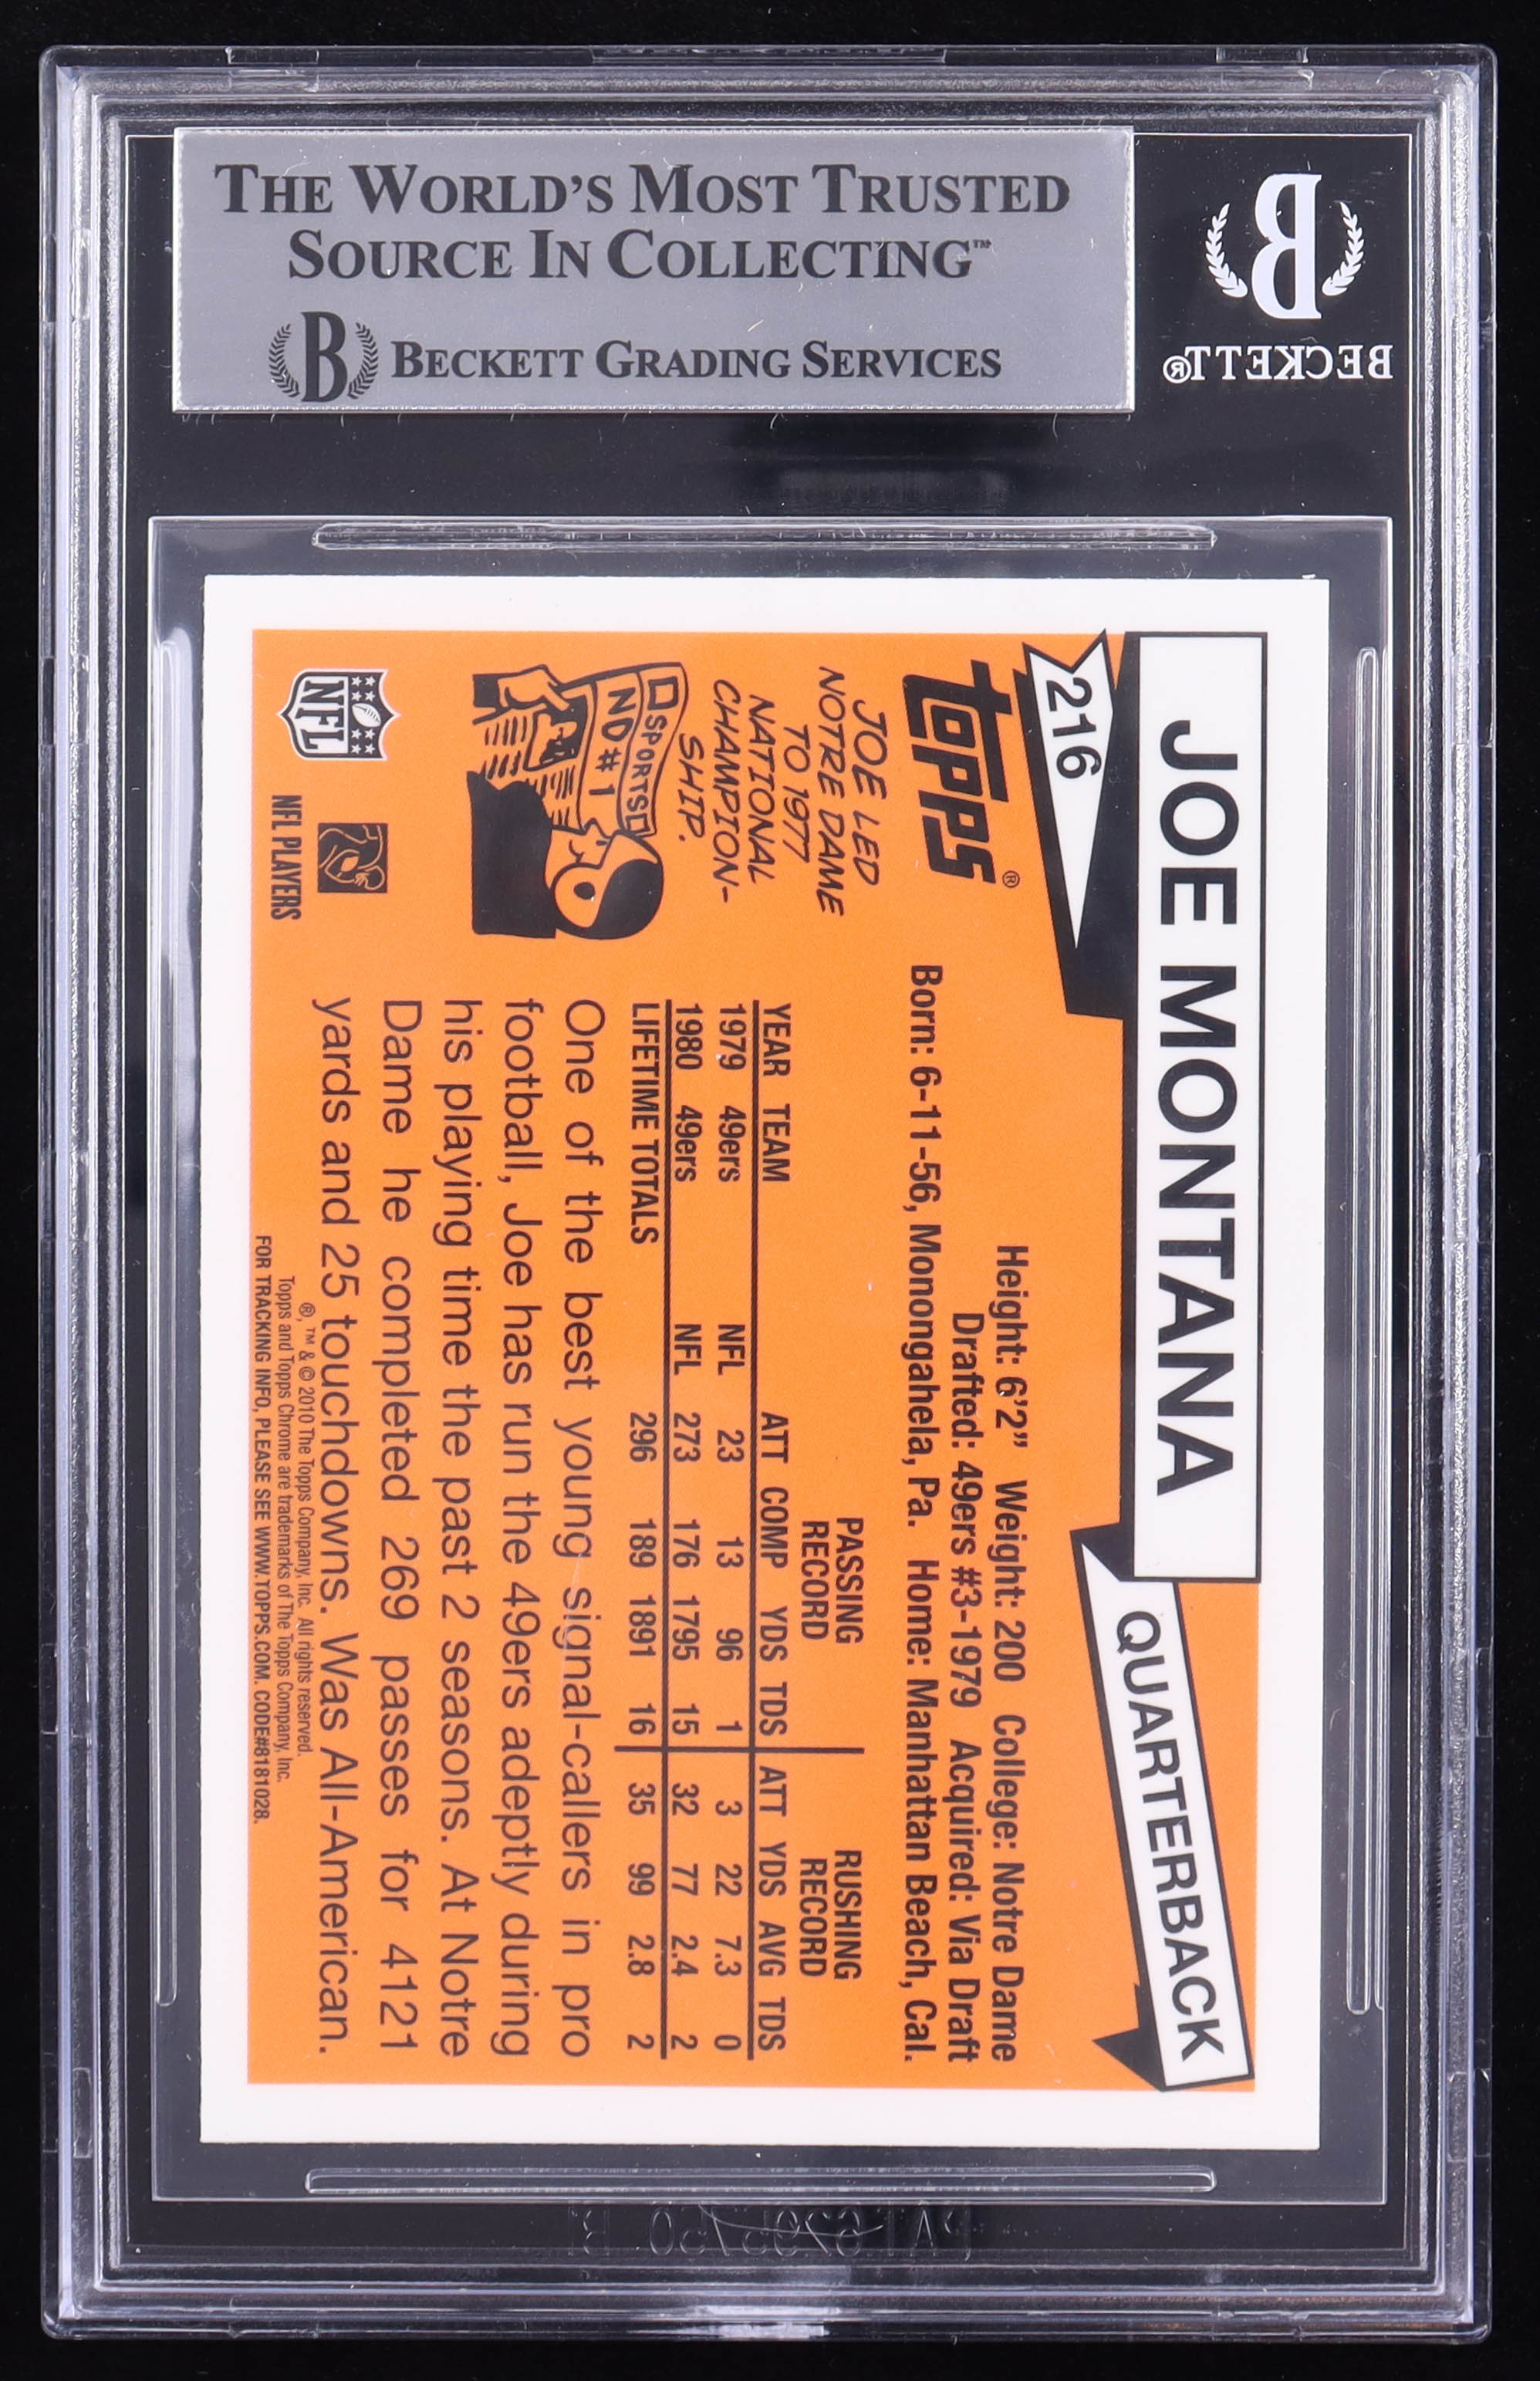 THE WORLD'S MOST TRUSTED
SOURCE IN COLLECTING™
B BECKETT GRADING SERVICES
B
BECKETT®
JOE MONTANA
QUARTERBACK
216
topps®
Height: 6'2” Weight: 200 College: Notre Dame
Drafted: 49ers #3-1979 Acquired: Via Draft
Born: 6-11-56, Monongahela, Pa. Home: Manhattan Beach, Cal.
JOE LED
NOTRE DAME
TO 1977
NATIONAL
CHAMPION-
SHIP.
SPORTS
ND #1
PASSING RECORD RUSHING RECORD
YEAR TEAM ATT COMP YDS TDS ATT YDS AVG TDS
1979 49ers NFL 23 13 96 1 3 22 7.3 0
1980 49ers NFL 273 176 1795 15 32 77 2.4 2
LIFETIME TOTALS 296 189 1891 16 35 99 2.8 2
One of the best young signal-callers in pro
football, Joe has run the 49ers adeptly during
his playing time the past 2 seasons. At Notre
Dame he completed 269 passes for 4121
yards and 25 touchdowns. Was All-American.
NFL
NFL PLAYERS
®, ™ & © 2010 The Topps Company, Inc. All rights reserved.
Topps and Topps Chrome are trademarks of The Topps Company, Inc.
FOR TRACKING INFO, PLEASE SEE WWW.TOPPS.COM. CODE#8181028.